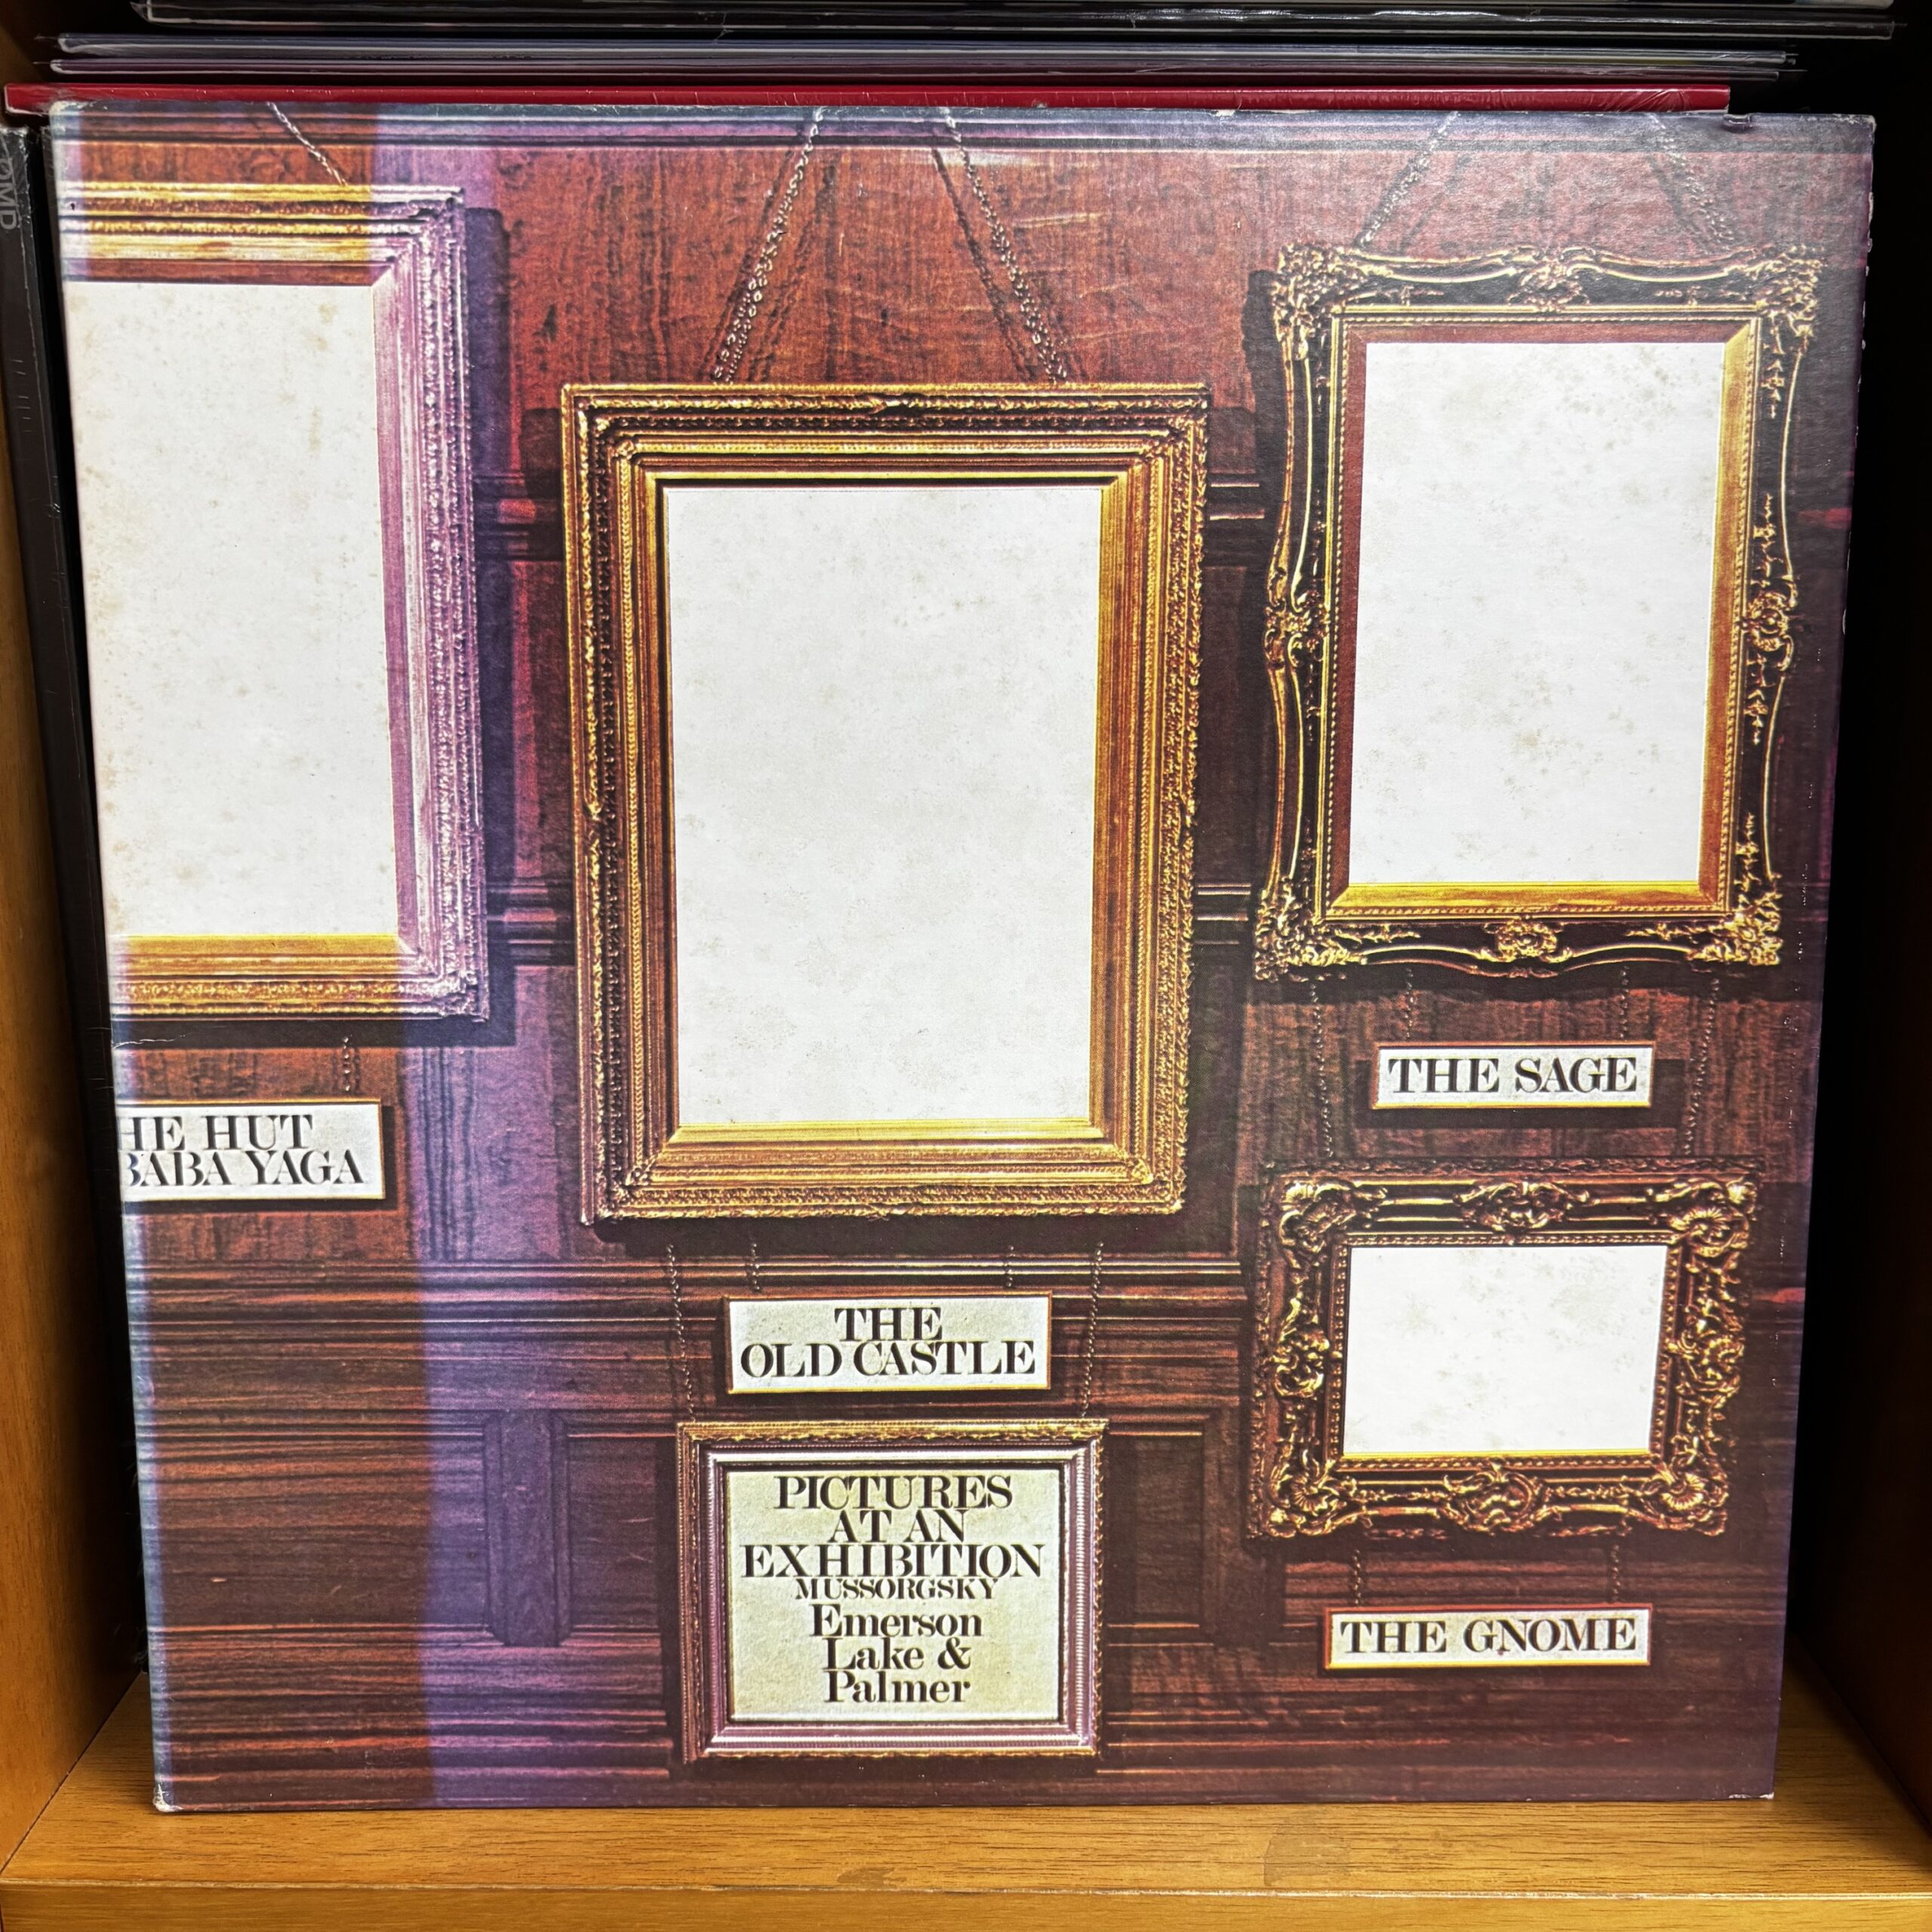 HE HUT
BABA YAGA
THE
OLD CASTLE
PICTURES
AT AN
EXHIBITION
MUSSORGSKY
Emerson
Lake &
Palmer
THE SAGE
THE GNOME